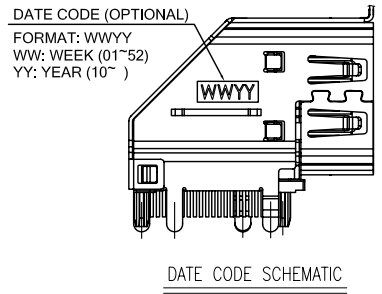 DATE CODE (OPTIONAL)
FORMAT: WWYY
WW: WEEK (01~52)
YY: YEAR (10~ )
WWYY
DATE CODE SCHEMATIC